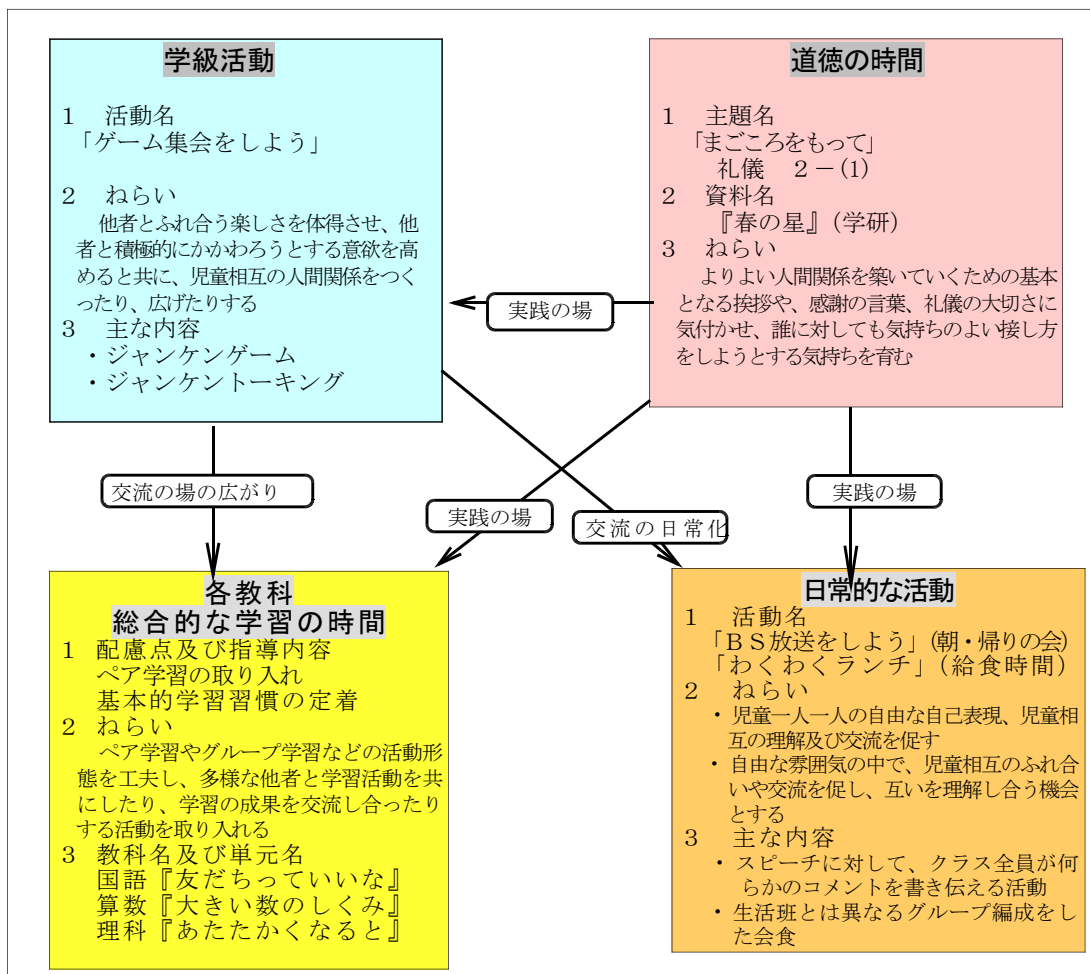 学級活動
1 活動名
「ゲーム集会をしよう」
2 ねらい
他者とふれ合う楽しさを体得させ、他
者と積極的にかかわろうとする意欲を高
めると共に、児童相互の人間関係をつく
ったり、広げたりする
3 主な内容
・ジャンケンゲーム
・ジャンケントーキング
道徳の時間
1 主題名
「まごころをもって」
礼儀 2－(1)
2 資料名
『春の星』（学研）
3 ねらい
よりよい人間関係を築いていくための基本
となる挨拶や、感謝の言葉、礼儀の大切さに
気付かせ、誰に対しても気持ちのよい接し方
をしようとする気持ちを育む
実践の場
交流の場の広がり
実践の場
交流の日常化
実践の場
各教科
総合的な学習の時間
1 配慮点及び指導内容
ペア学習の取り入れ
基本的学習習慣の定着
2 ねらい
ペア学習やグループ学習などの活動形
態を工夫し、多様な他者と学習活動を共
にしたり、学習の成果を交流し合ったり
する活動を取り入れる
3 教科名及び単元名
国語『友だちっていいな』
算数『大きい数のしくみ』
理科『あたたかくなると』
日常的な活動
1 活動名
「ＢＳ放送をしよう」（朝・帰りの会）
「わくわくランチ」（給食時間）
2 ねらい
・児童一人一人の自由な自己表現、児童相
互の理解及び交流を促す
・自由な雰囲気の中で、児童相互のふれ合
いや交流を促し、互いを理解し合う機会
とする
3 主な内容
・スピーチに対して、クラス全員が何
らかのコメントを書き伝える活動
・生活班とは異なるグループ編成をし
た会食